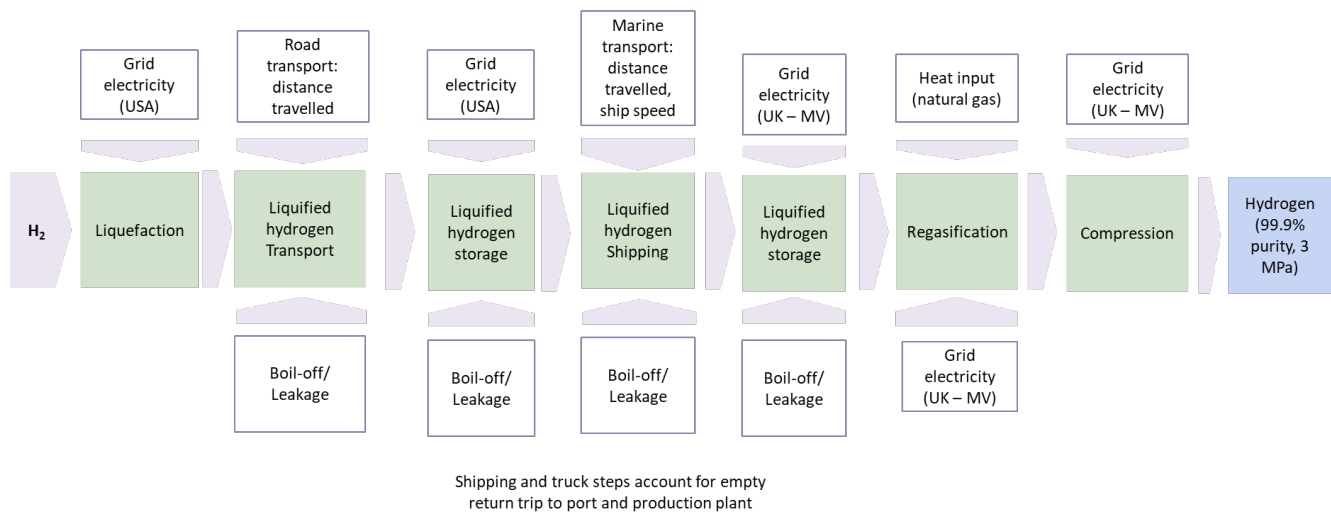 Grid
electricity
(USA)
Road
transport:
distance
travelled
Grid
electricity
(USA)
Marine
transport:
distance
travelled,
ship speed
Grid
electricity
(UK – MV)
Heat input
(natural gas)
Grid
electricity
(UK – MV)
H2
Liquefaction
Liquified
hydrogen
Transport
Liquified
hydrogen
storage
Liquified
hydrogen
Shipping
Liquified
hydrogen
storage
Regasification
Compression
Hydrogen
(99.9%
purity, 3
MPa)
Boil-off/
Leakage
Boil-off/
Leakage
Boil-off/
Leakage
Boil-off/
Leakage
Grid
electricity
(UK – MV)
Shipping and truck steps account for empty
return trip to port and production plant